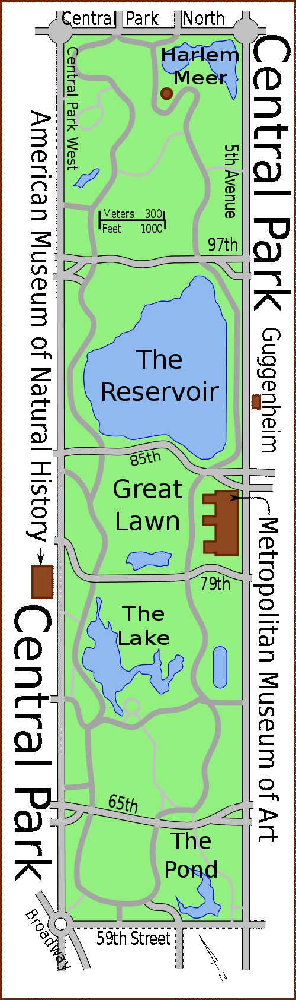 Central Park North
Harlem
Meer
Central Park West
Central Park
American Museum of Natural History
5th Avenue
Meters 300
Feet 1000
97th
Guggenheim
The
Reservoir
85th
Great
Lawn
Metropolitan Museum of Art
79th
The
Lake
Central Park
65th
The
Pond
Broadway
59th Street
N